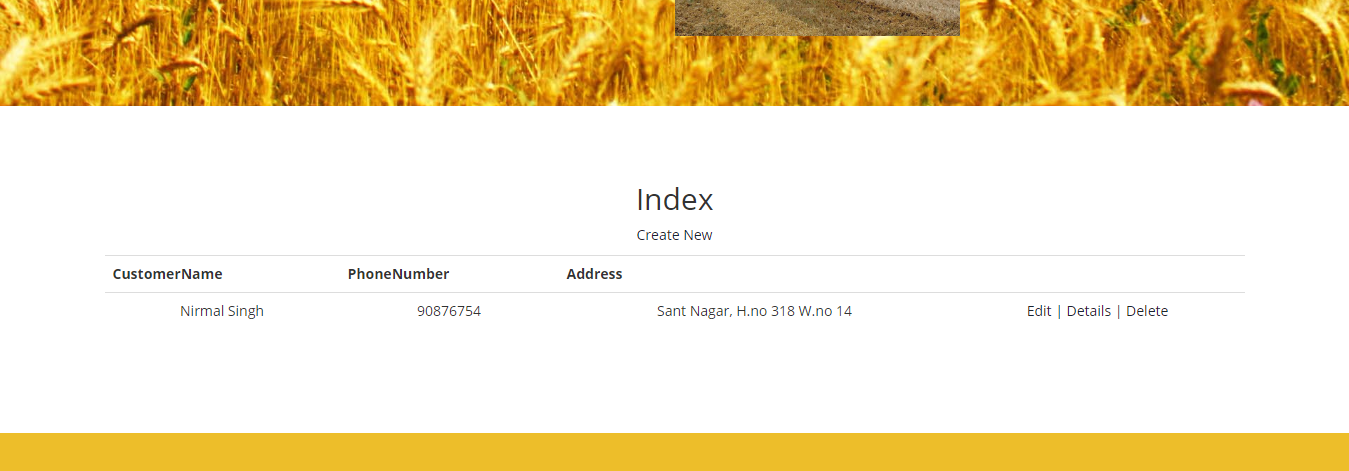 Index
Create New
CustomerName PhoneNumber Address
Nirmal Singh 90876754 Sant Nagar, H.no 318 W.no 14 Edit | Details | Delete